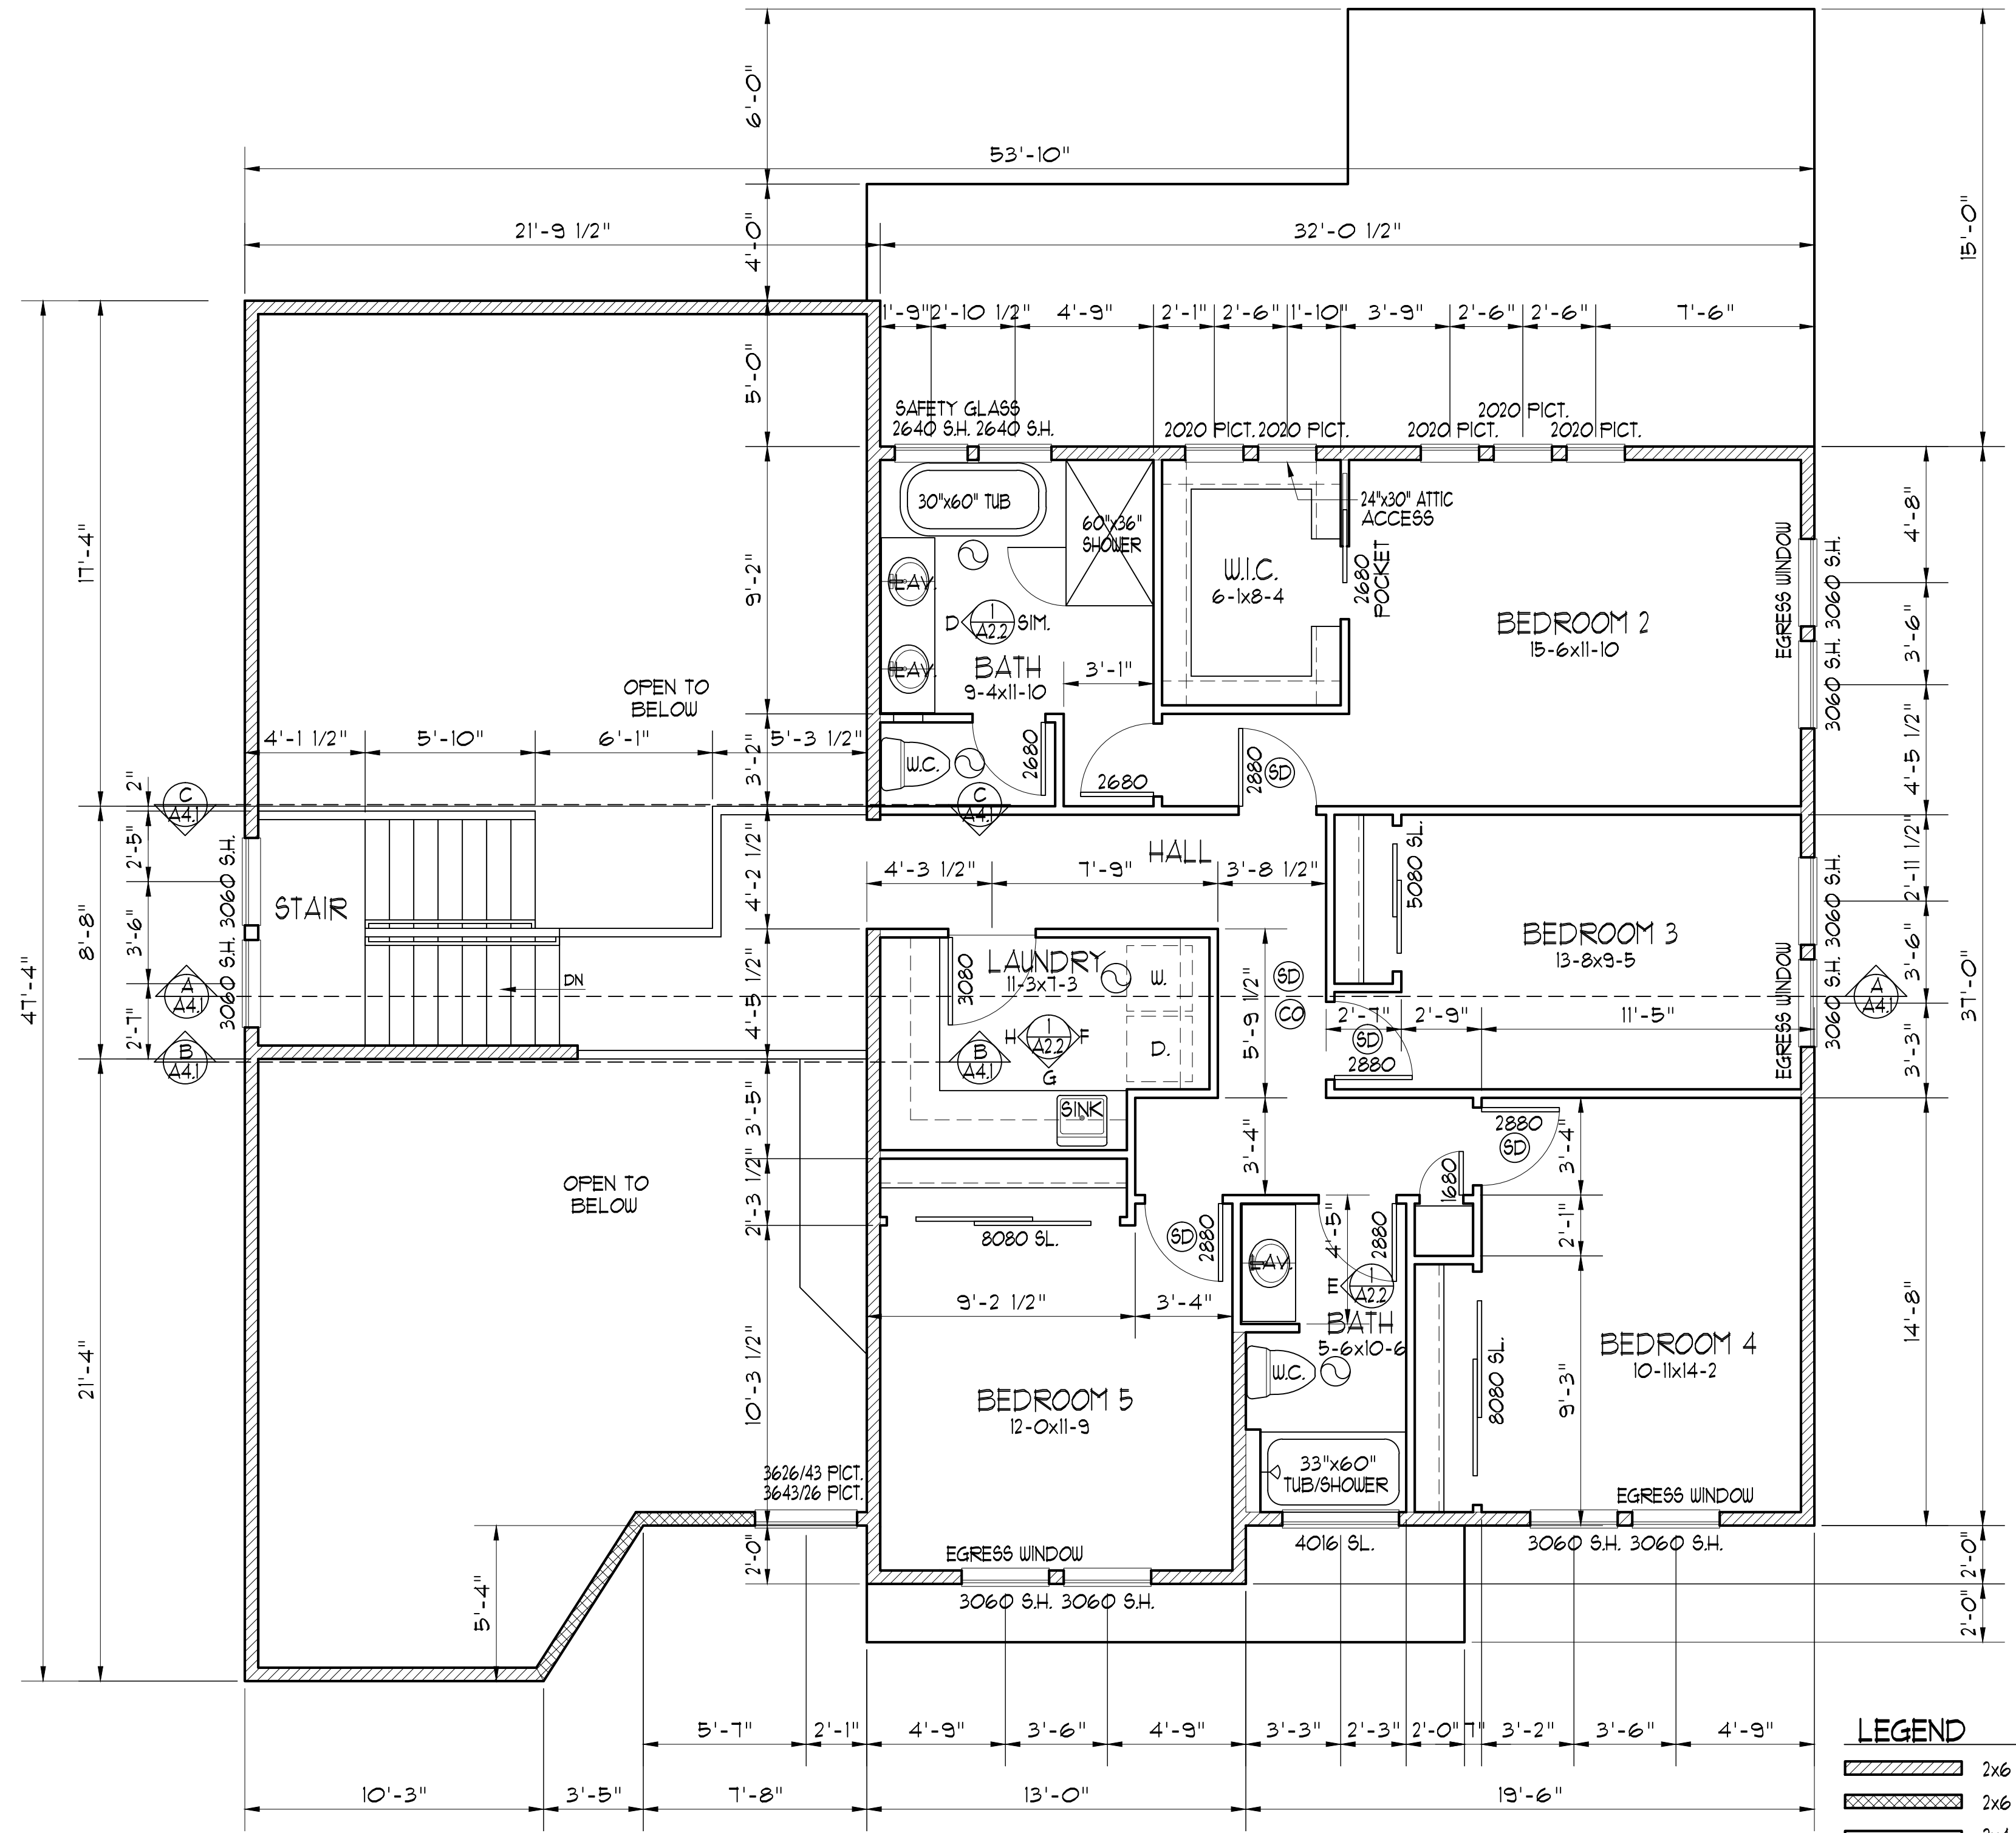 6'-0"
53'-10"
4'-0"
21'-9 1/2"
32'-0 1/2"
15'-0"
1'-9"
2'-10 1/2"
4'-9"
2'-1"
2'-6"
1'-10"
3'-9"
2'-6"
2'-6"
7'-6"
5'-0"
SAFETY GLASS
2640 S.H. 2640 S.H.
2020 PICT. 2020 PICT.
2020 PICT.
2020 PICT.
2020 PICT.
30"x60" TUB
60"x36"
SHOWER
24"x30" ATTIC
ACCESS
2680
POCKET
W.I.C.
6-1x8-4
BEDROOM 2
15-6x11-10
EGRESS WINDOW
3060 S.H. 3060 S.H.
4'-8"
3'-6"
4'-5 1/2"
17'-4"
9'-2"
LAV.
LAV.
D
1
A2.2
SIM.
BATH
9-4x11-10
3'-1"
OPEN TO
BELOW
4'-1 1/2"
5'-10"
6'-1"
5'-3 1/2"
3'-2"
W.C.
2680
2680
2880
SD
2"
C
A4.1
C
A4.1
2'-5"
3'-6"
2'-7"
8'-8"
47'-4"
3060 S.H. 3060 S.H.
STAIR
DN
4'-2 1/2"
HALL
4'-3 1/2"
7'-9"
3'-8 1/2"
5080 SL.
BEDROOM 3
13-8x9-5
EGRESS WINDOW
3060 S.H. 3060 S.H.
2'-11 1/2"
3'-6"
3'-3"
37'-0"
A
A4.1
A
A4.1
B
A4.1
B
A4.1
4'-5 1/2"
3080
LAUNDRY
11-3x7-3
W.
D.
H
1
A2.2
F
G
SINK
5'-9 1/2"
SD
CO
2'-7"
2'-9"
11'-5"
SD
2880
3'-5"
3'-4"
2880
SD
3'-4"
1680
2'-1"
21'-4"
OPEN TO
BELOW
2'-3 1/2"
8080 SL.
SD
2880
LAV.
4'-5"
2880
E
1
A2.2
BATH
5-6x10-6
9'-2 1/2"
3'-4"
W.C.
BEDROOM 4
10-11x14-2
8080 SL.
9'-3"
14'-8"
10'-3 1/2"
BEDROOM 5
12-0x11-9
33"x60"
TUB/SHOWER
3626/43 PICT.
3643/26 PICT.
EGRESS WINDOW
4016 SL.
3060 S.H. 3060 S.H.
EGRESS WINDOW
3060 S.H. 3060 S.H.
2'-0"
2'-0"
2'-0"
5'-4"
5'-7"
2'-1"
4'-9"
3'-6"
4'-9"
3'-3"
2'-3"
2'-0"
7"
3'-2"
3'-6"
4'-9"
10'-3"
3'-5"
7'-8"
13'-0"
19'-6"
LEGEND
2x6
2x6